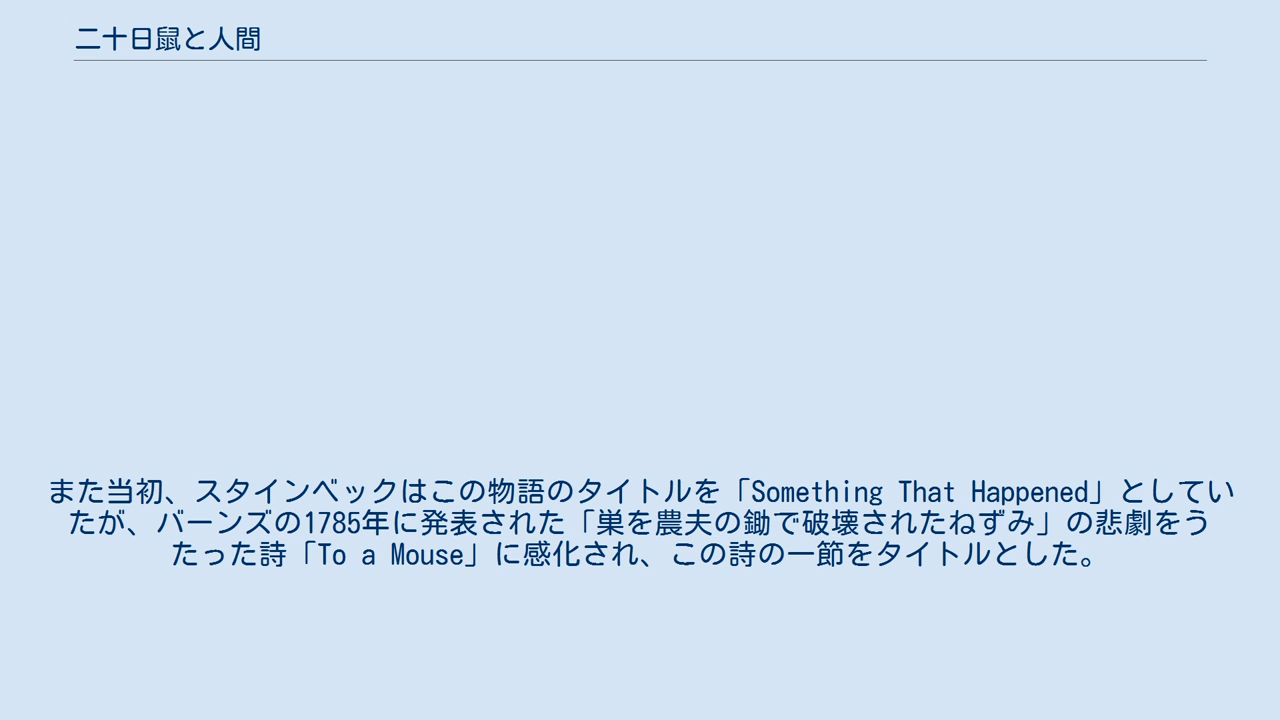 二十日鼠と人間
また当初、スタインベックはこの物語のタイトルを「Something That Happened」としてい
たが、バーンズの1785年に発表された「巣を農夫の鋤で破壊されたねずみ」の悲劇をう
たった詩「To a Mouse」に感化され、この詩の一節をタイトルとした。